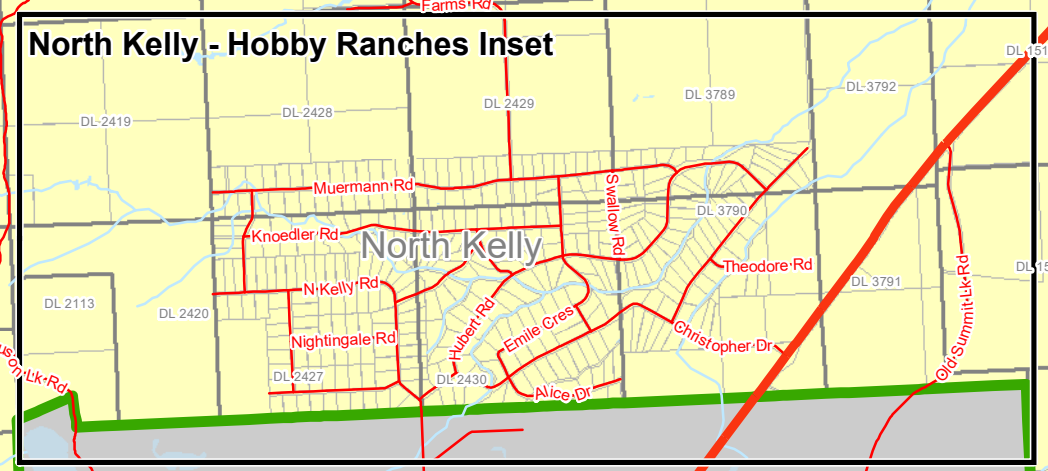 Farms Rd
North Kelly - Hobby Ranches Inset
DL 151
DL 3792
DL 3789
DL 2429
DL 2428
DL 2419
Muermann Rd
Swallow Rd
DL 3790
Knoedler Rd
North Kelly
Theodore Rd
DL 15
N Kelly Rd
DL 3791
DL 2113
DL 2420
Hubert Rd
Emile Cres
Old Summit Lk Rd
Nightingale Rd
Christopher Dr
uson Lk Rd
DL 2427
DL 2430
Alice Dr